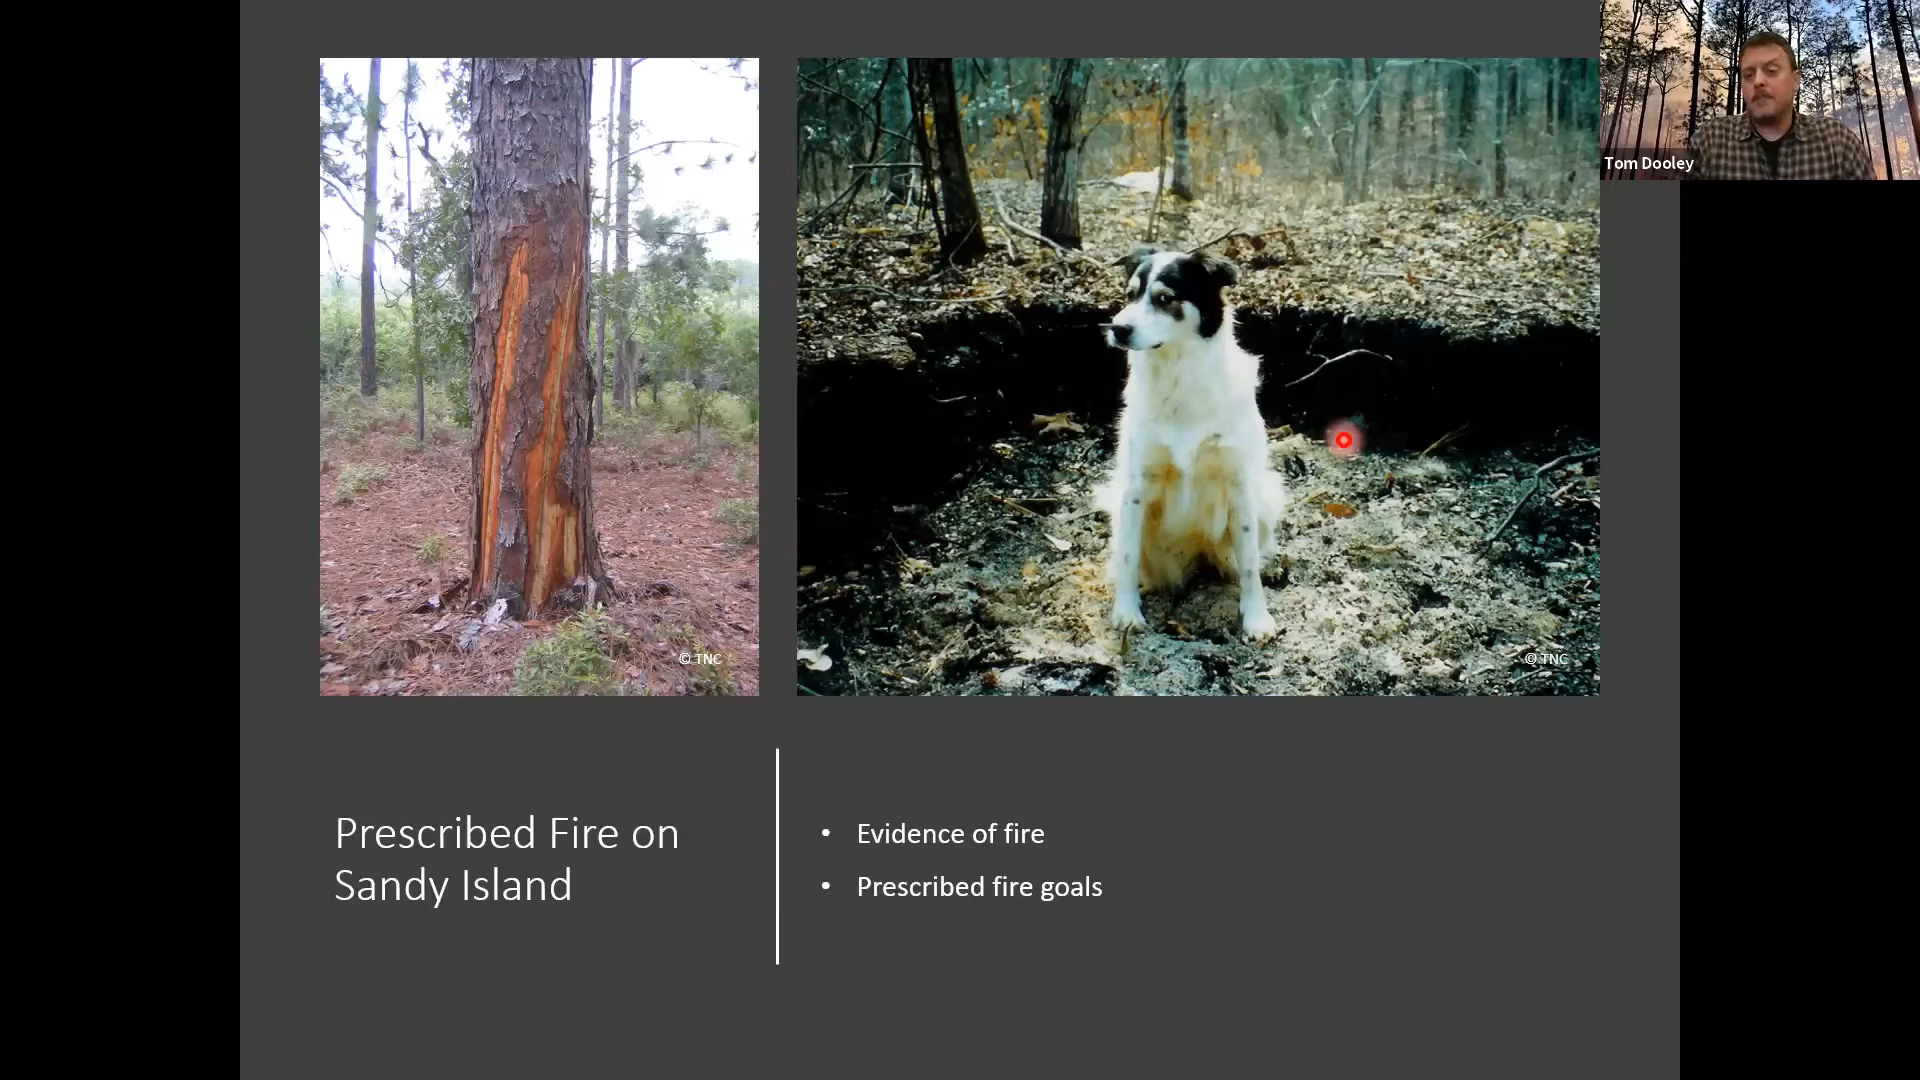 Tom Dooley
© TNC
© TNC
Prescribed Fire on
Sandy Island
• Evidence of fire
• Prescribed fire goals